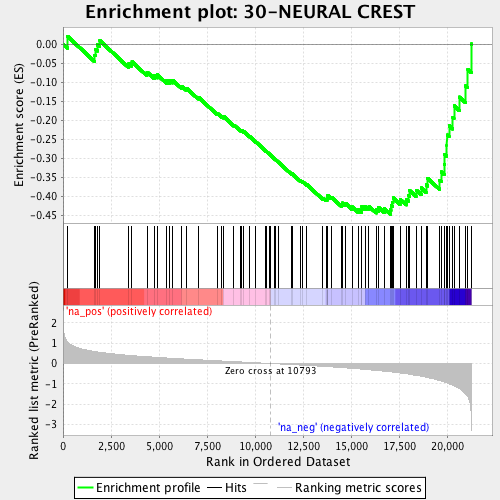 Enrichment plot: 30-NEURAL CREST
Enrichment score (ES)
0.00
-0.05
-0.10
-0.15
-0.20
-0.25
-0.30
-0.35
-0.40
-0.45
'na_pos' (positively correlated)
Ranked list metric (PreRanked)
2
1
0
-1
-2
-3
Zero cross at 10793
'na_neg' (negatively correlated)
0 2,500 5,000 7,500 10,000 12,500 15,000 17,500 20,000
Rank in Ordered Dataset
Enrichment profile Hits Ranking metric scores